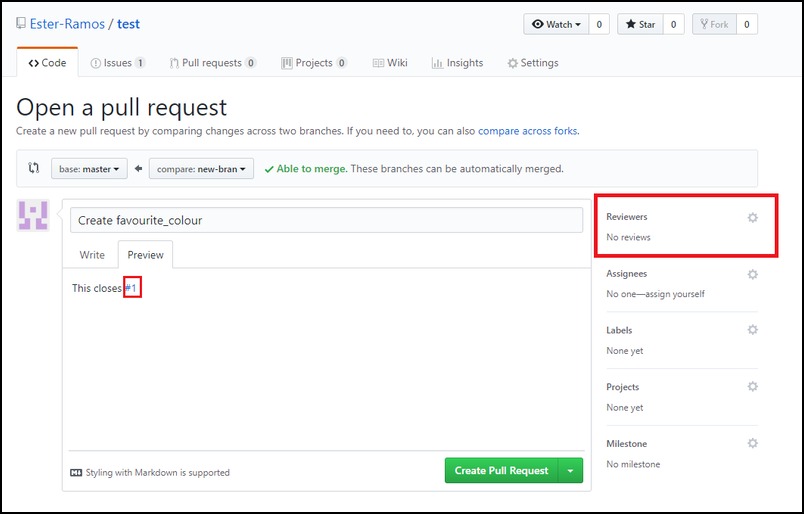 Ester-Ramos / test
Watch 0 Star 0 Fork 0
Code Issues 1 Pull requests 0 Projects 0 Wiki Insights Settings
Open a pull request
Create a new pull request by comparing changes across two branches. If you need to, you can also compare across forks.
base: master compare: new-bran Able to merge. These branches can be automatically merged.
Create favourite_colour
Write Preview
This closes #1
Styling with Markdown is supported
Create Pull Request
Reviewers
No reviews
Assignees
No one—assign yourself
Labels
None yet
Projects
None yet
Milestone
No milestone